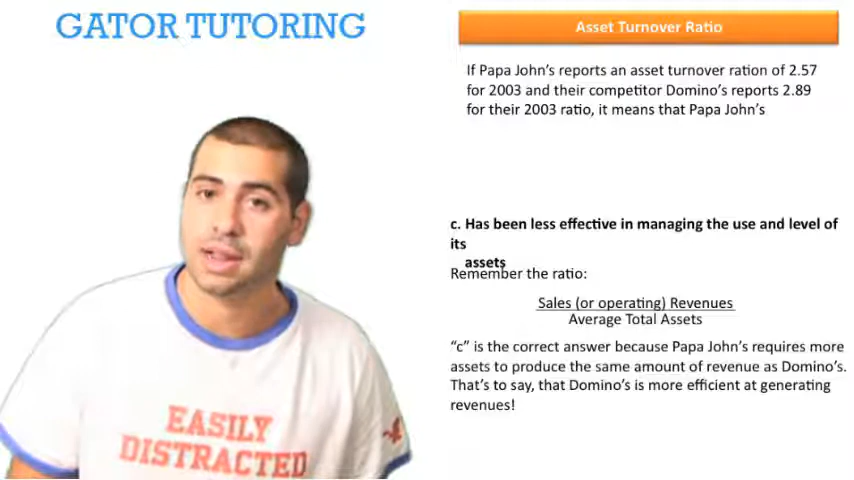 GATOR TUTORING
Asset Turnover Ratio
If Papa John's reports an asset turnover ration of 2.57
for 2003 and their competitor Domino's reports 2.89
for their 2003 ratio, it means that Papa John's
c. Has been less effective in managing the use and level of
its
assets
Remember the ratio:
Sales (or operating) Revenues
Average Total Assets
“c” is the correct answer because Papa John's requires more
assets to produce the same amount of revenue as Domino's.
That's to say, that Domino's is more efficient at generating
revenues!
EASILY
DISTRACTED